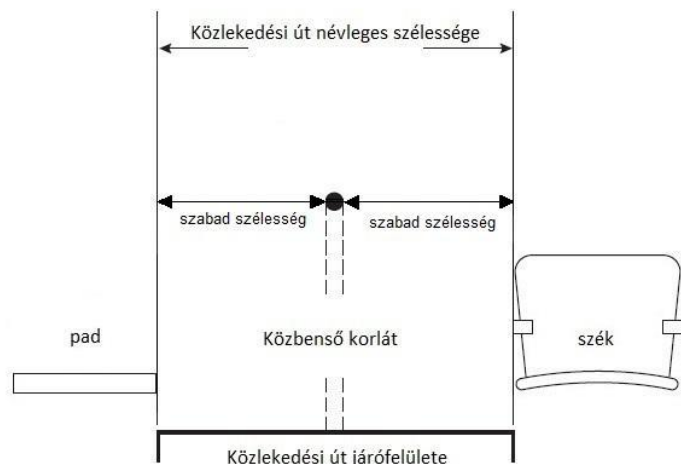 Közlekedési út névleges szélessége
szabad szélesség
szabad szélesség
pad
Közbenső korlát
szék
Közlekedési út járófelülete